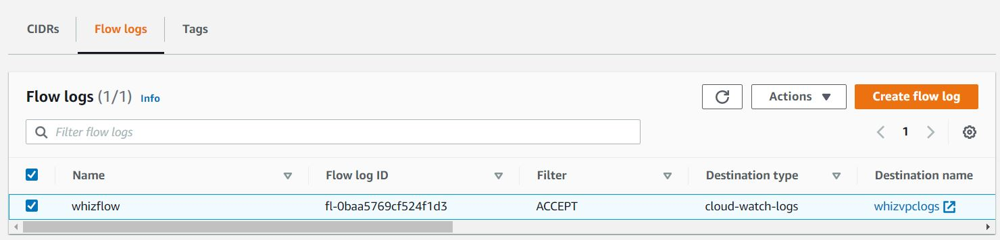 CIDRs Flow logs Tags
Flow logs (1/1) Info Actions Create flow log
Filter flow logs 1
Name Flow log ID Filter Destination type Destination name
whizflow fl-0baa5769cf524f1d3 ACCEPT cloud-watch-logs whizvpclogs